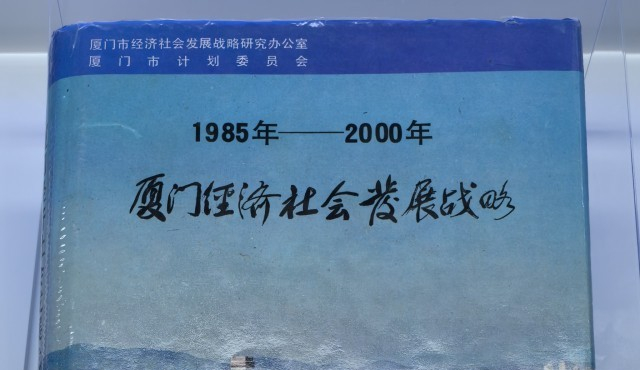 厦门市经济社会发展战略研究办公室
厦门市计划委员会
1985年——2000年
厦门经济社会發展战略